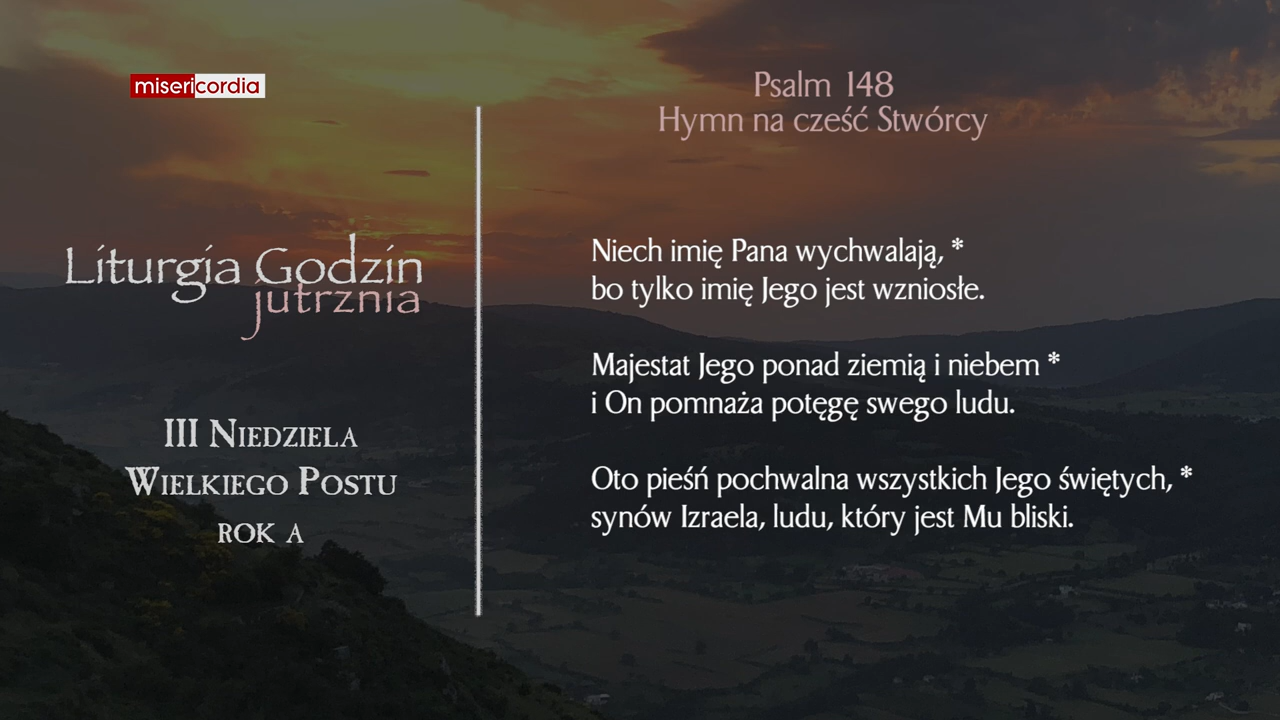 misericordia
Liturgia Godzin
jutrznia
III Niedziela
Wielkiego Postu
rok a
Psalm 148
Hymn na cześć Stwórcy
Niech imię Pana wychwalają, *
bo tylko imię Jego jest wzniosłe.
Majestat Jego ponad ziemią i niebem *
i On pomnaża potęgę swego ludu.
Oto pieśń pochwalna wszystkich Jego świętych, *
synów Izraela, ludu, który jest Mu bliski.